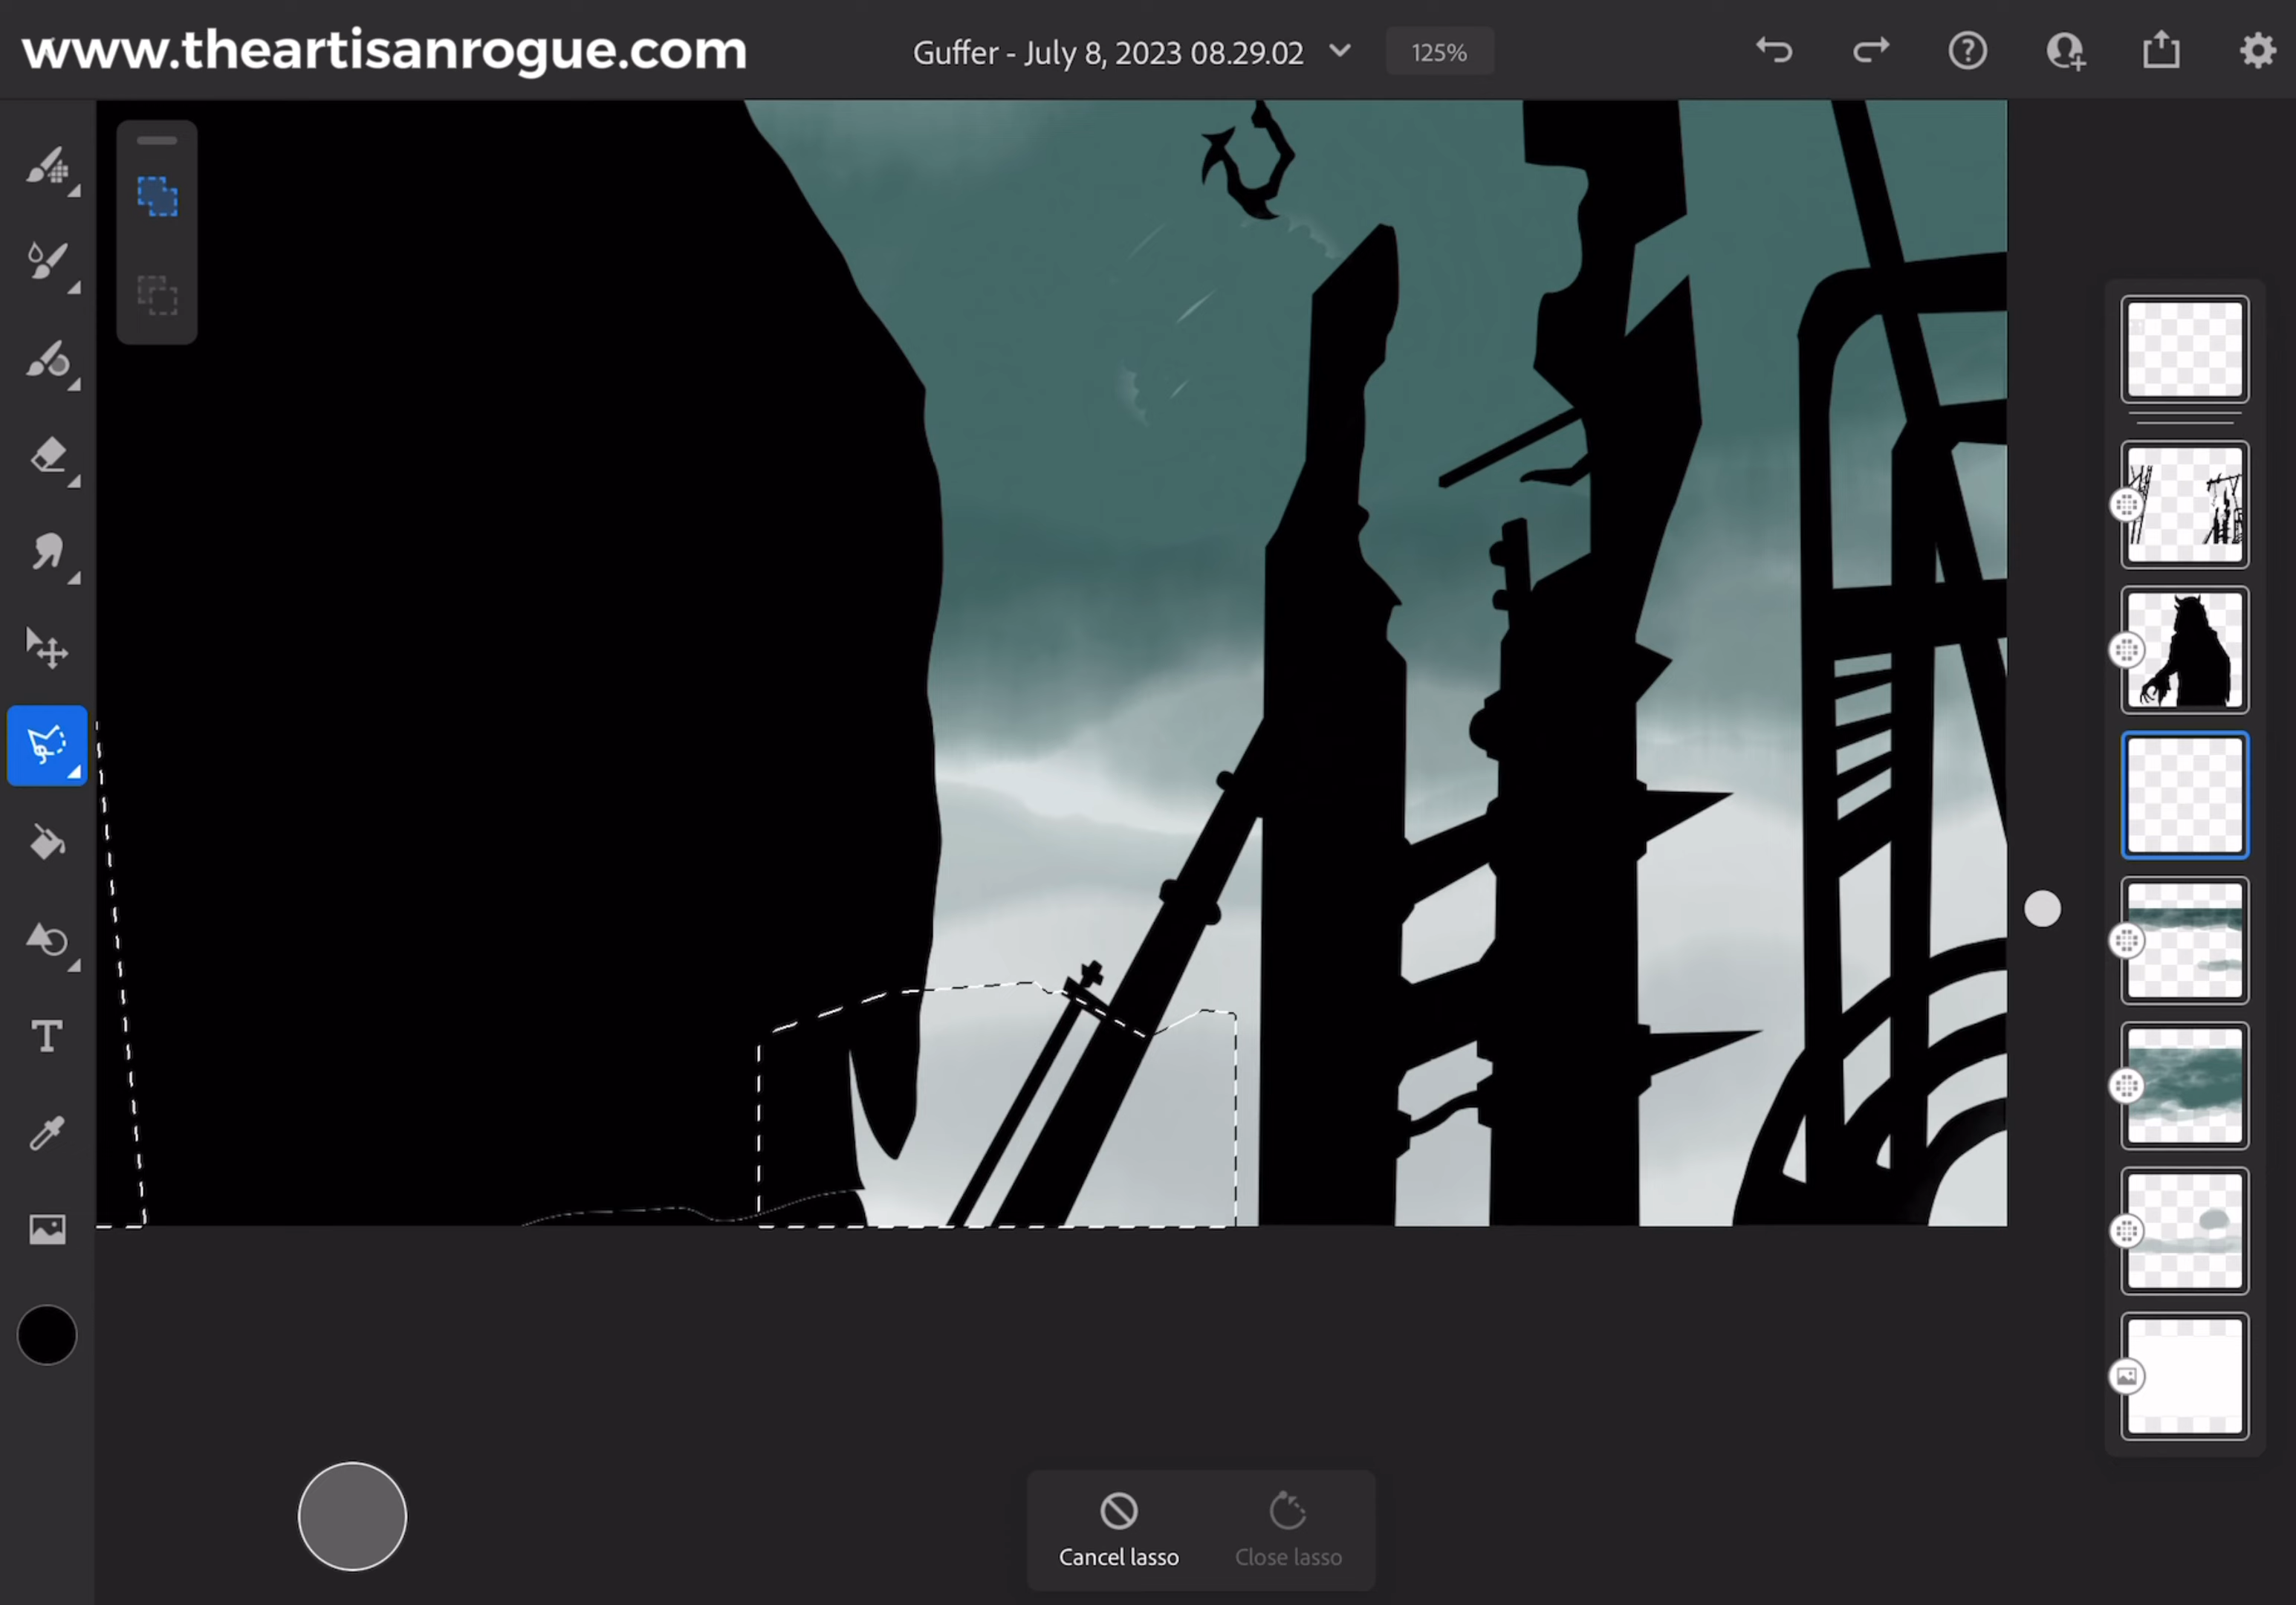 www.theartisanrogue.com
Guffer - July 8, 2023 08.29.02
125%
T
Cancel lasso
Close lasso